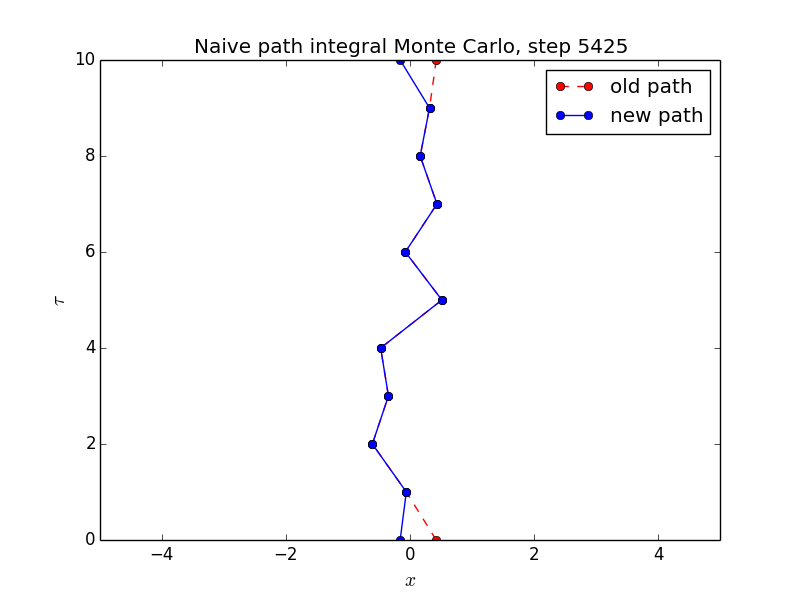 Naive path integral Monte Carlo, step 5425
10
8
6
4
2
0
τ
old path
new path
−4 −2 0 2 4
x